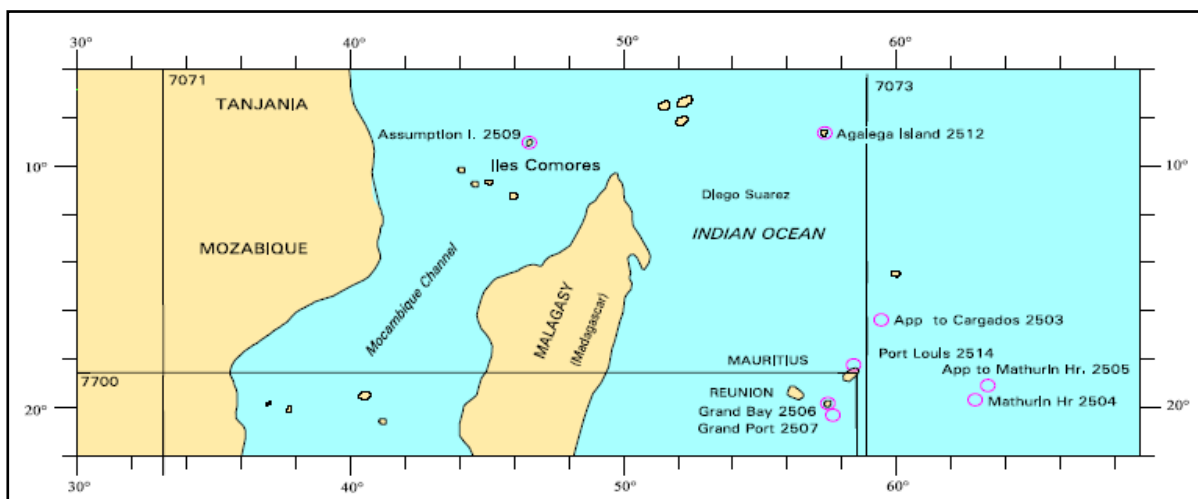 30° 40° 50° 60°
7071 7073
TANJANIA
Assumption I. 2509 Agalega Island 2512
10° Iles Comores 10°
Diego Suarez
MOZABIQUE INDIAN OCEAN
Mocambique Channel
MALAGASY
(Madagascar)
App to Cargados 2503
MAURITIUS Port Louis 2514
App to Mathurin Hr. 2505
7700
REUNION Mathurin Hr 2504
20° Grand Bay 2506 20°
Grand Port 2507
30° 40° 50° 60°